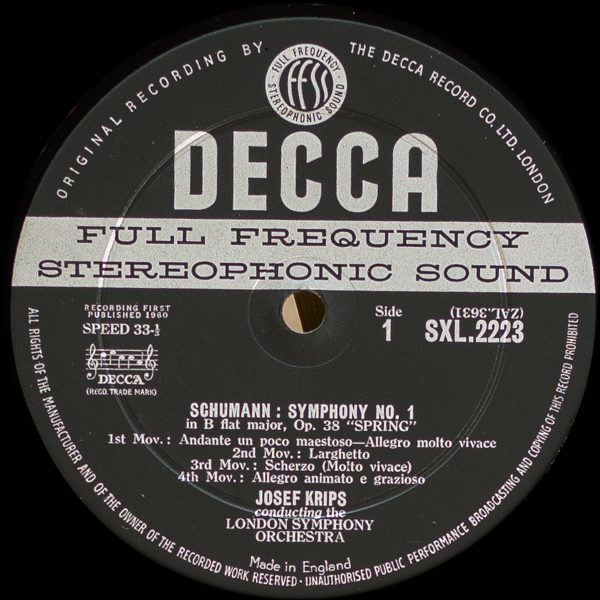 ORIGINAL RECORDING BY THE DECCA RECORD CO. LTD. LONDON
· FULL FREQUENCY ·
STEREOPHONIC SOUND
FFSS
DECCA
FULL FREQUENCY
STEREOPHONIC SOUND
RECORDING FIRST
PUBLISHED 1960
SPEED 33-⅓
DECCA
(REGD. TRADE MARK)
Side
1
(ZAL.3631)
SXL.2223
SCHUMANN : SYMPHONY NO. 1
in B flat major, Op. 38 "SPRING"
1st Mov.: Andante un poco maestoso—Allegro molto vivace
2nd Mov.: Larghetto
3rd Mov.: Scherzo (Molto vivace)
4th Mov.: Allegro animato e grazioso
JOSEF KRIPS
conducting the
LONDON SYMPHONY
ORCHESTRA
Made in England
ALL RIGHTS OF THE MANUFACTURER AND OF THE OWNER OF THE RECORDED WORK RESERVED · UNAUTHORISED PUBLIC PERFORMANCE BROADCASTING AND COPYING OF THIS RECORD PROHIBITED